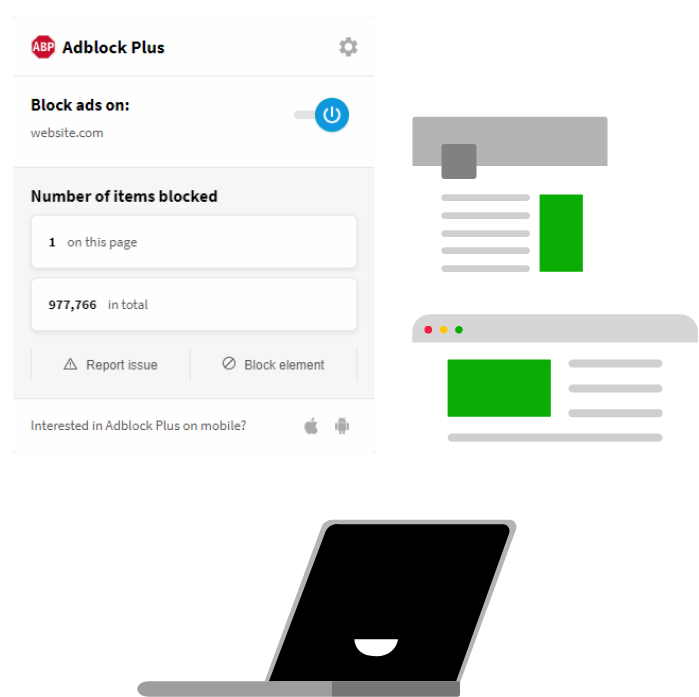 ABP Adblock Plus
Block ads on:
website.com
Number of items blocked
1 on this page
977,766 in total
Report issue Block element
Interested in Adblock Plus on mobile?